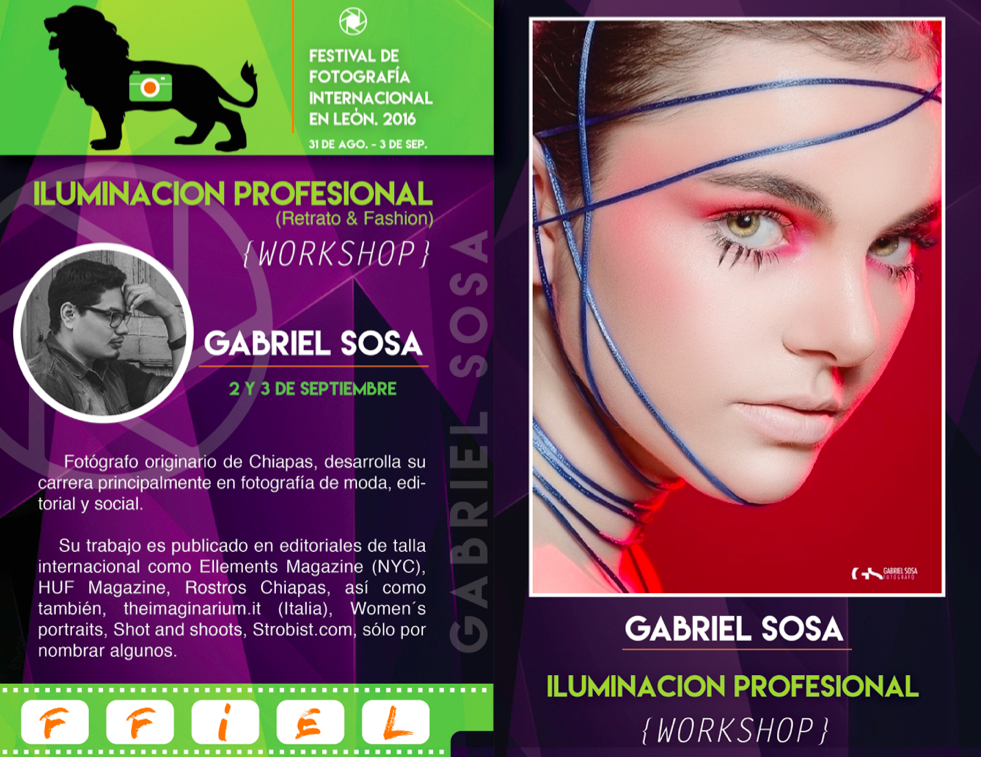 FESTIVAL DE
FOTOGRAFÍA
INTERNACIONAL
EN LEÓN. 2016
31 DE AGO. - 3 DE SEP.
ILUMINACION PROFESIONAL
(Retrato & Fashion)
{WORKSHOP}
GABRIEL SOSA
2 Y 3 DE SEPTIEMBRE
GABRIEL SOSA
Fotógrafo originario de Chiapas, desarrolla su
carrera principalmente en fotografía de moda, edi-
torial y social.
Su trabajo es publicado en editoriales de talla
internacional como Ellements Magazine (NYC),
HUF Magazine, Rostros Chiapas, así como
también, theimaginarium.it (Italia), Women´s
portraits, Shot and shoots, Strobist.com, sólo por
nombrar algunos.
F F i E L
GS GABRIEL SOSA
FOTOGRAFO
GABRIEL SOSA
ILUMINACION PROFESIONAL
{WORKSHOP}